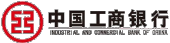 中国工商银行
INDUSTRIAL AND COMMERCIAL BANK OF CHINA